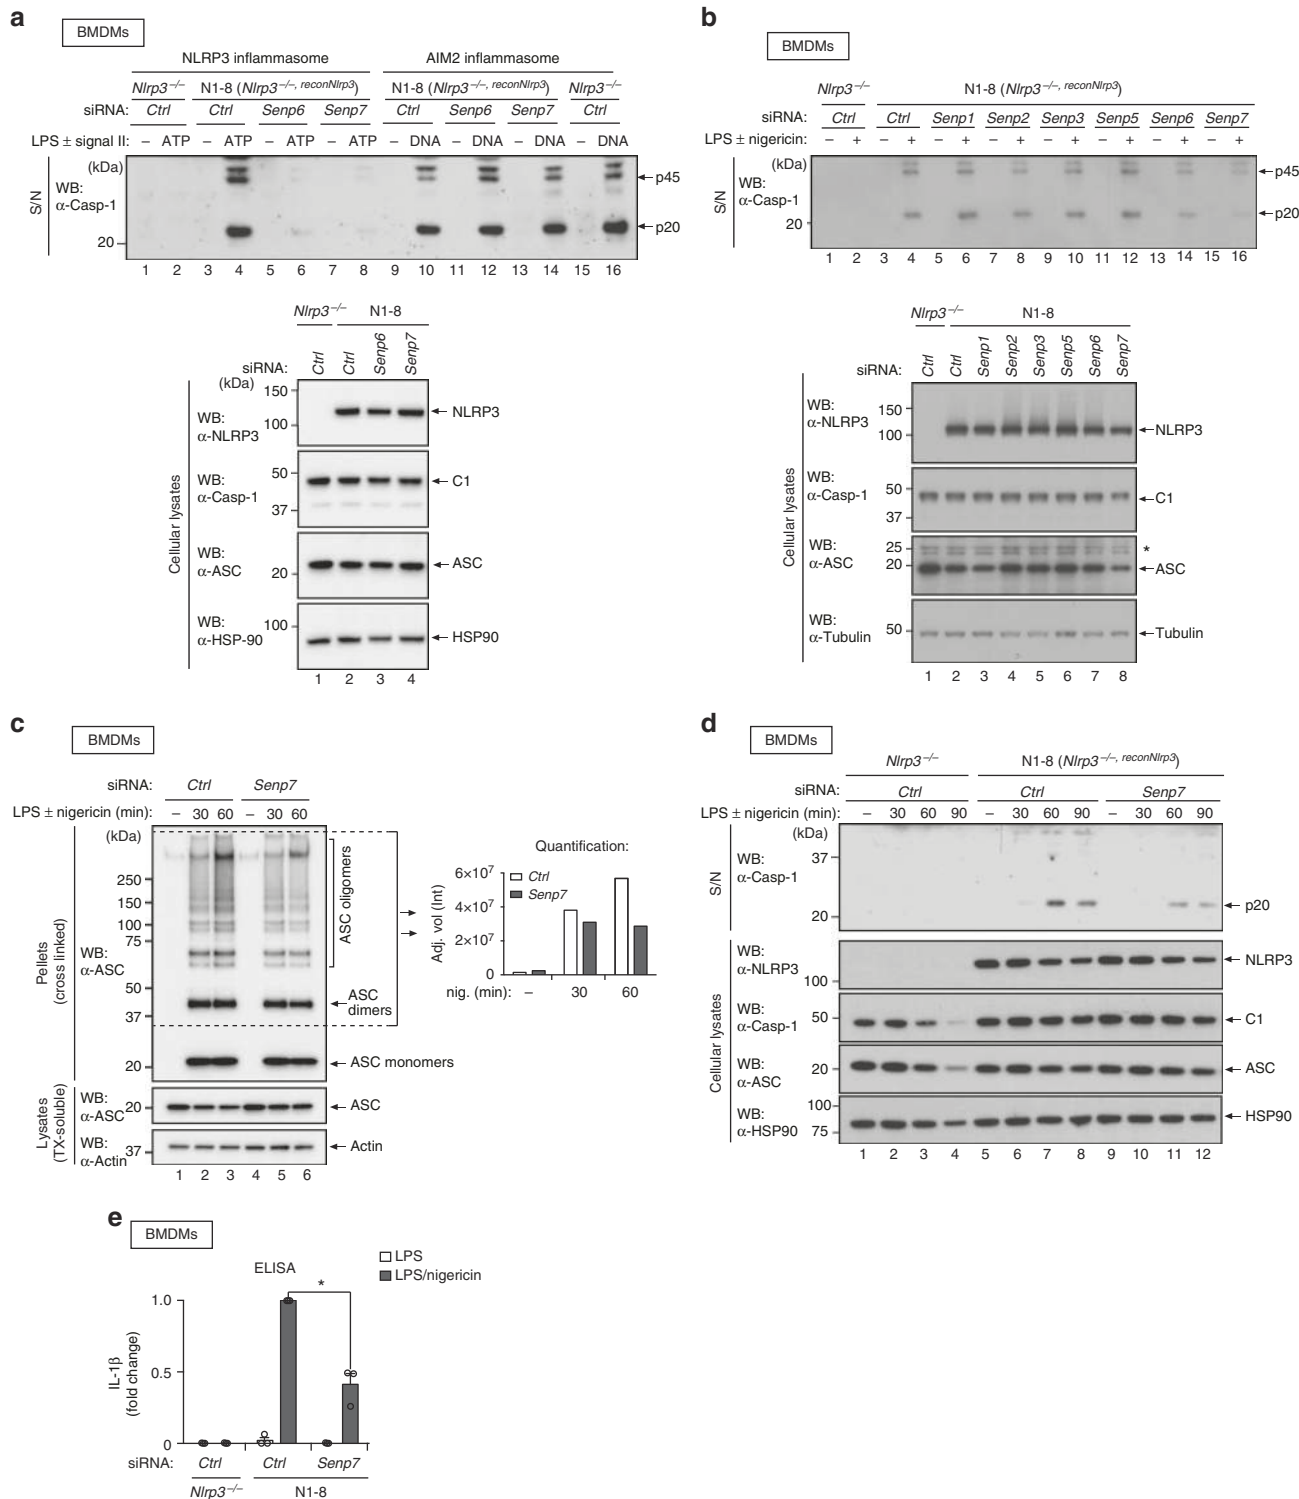 a
BMDMs
NLRP3 inflammasome AIM2 inflammasome
Nlrp3–/– N1-8 (Nlrp3–/–, reconNlrp3) N1-8 (Nlrp3–/–, reconNlrp3) Nlrp3–/–
siRNA: Ctrl Ctrl Senp6 Senp7 Ctrl Senp6 Senp7 Ctrl
LPS ± signal II: – ATP – ATP – ATP – ATP – DNA – DNA – DNA – DNA
S/N
(kDa)
WB:
α-Casp-1
20
p45
p20
1 2 3 4 5 6 7 8 9 10 11 12 13 14 15 16
Nlrp3–/– N1-8
siRNA: Ctrl Ctrl Senp6 Senp7
(kDa)
Cellular lysates
WB:
α-NLRP3
150
100
NLRP3
WB:
α-Casp-1
50
37
C1
WB:
α-ASC
20
ASC
WB:
α-HSP-90
100
HSP90
1 2 3 4
b
BMDMs
Nlrp3–/– N1-8 (Nlrp3–/–, reconNlrp3)
siRNA: Ctrl Ctrl Senp1 Senp2 Senp3 Senp5 Senp6 Senp7
LPS ± nigericin: – + – + – + – + – + – + – + – +
S/N
(kDa)
WB:
α-Casp-1
20
p45
p20
1 2 3 4 5 6 7 8 9 10 11 12 13 14 15 16
Nlrp3–/– N1-8
siRNA: Ctrl Ctrl Senp1 Senp2 Senp3 Senp5 Senp6 Senp7
Cellular lysates
WB:
α-NLRP3
150
100
NLRP3
WB:
α-Casp-1
50
37
C1
WB:
α-ASC
25
20
*
ASC
WB:
α-Tubulin
50
Tubulin
1 2 3 4 5 6 7 8
c
BMDMs
siRNA: Ctrl Senp7
LPS ± nigericin (min): – 30 60 – 30 60
Pellets
(cross linked)
(kDa)
250
150
100
75
WB:
α-ASC
50
37
20
ASC oligomers
ASC
dimers
ASC monomers
Lysates
(TX-soluble)
WB:
α-ASC
20
ASC
WB:
α-Actin
37
Actin
1 2 3 4 5 6
Quantification:
Ctrl
Senp7
Adj. vol (Int)
6×10⁷
4×10⁷
2×10⁷
0
nig. (min): – 30 60
d
BMDMs
Nlrp3–/– N1-8 (Nlrp3–/–, reconNlrp3)
siRNA: Ctrl Ctrl Senp7
LPS ± nigericin (min): – 30 60 90 – 30 60 90 – 30 60 90
S/N
(kDa)
WB:
α-Casp-1
37
20
p20
Cellular lysates
WB:
α-NLRP3
100
NLRP3
WB:
α-Casp-1
50
C1
WB:
α-ASC
20
ASC
WB:
α-HSP90
100
75
HSP90
1 2 3 4 5 6 7 8 9 10 11 12
e
BMDMs
ELISA
LPS
LPS/nigericin
*
IL-1β
(fold change)
1.0
0.5
0
siRNA: Ctrl Ctrl Senp7
Nlrp3–/– N1-8